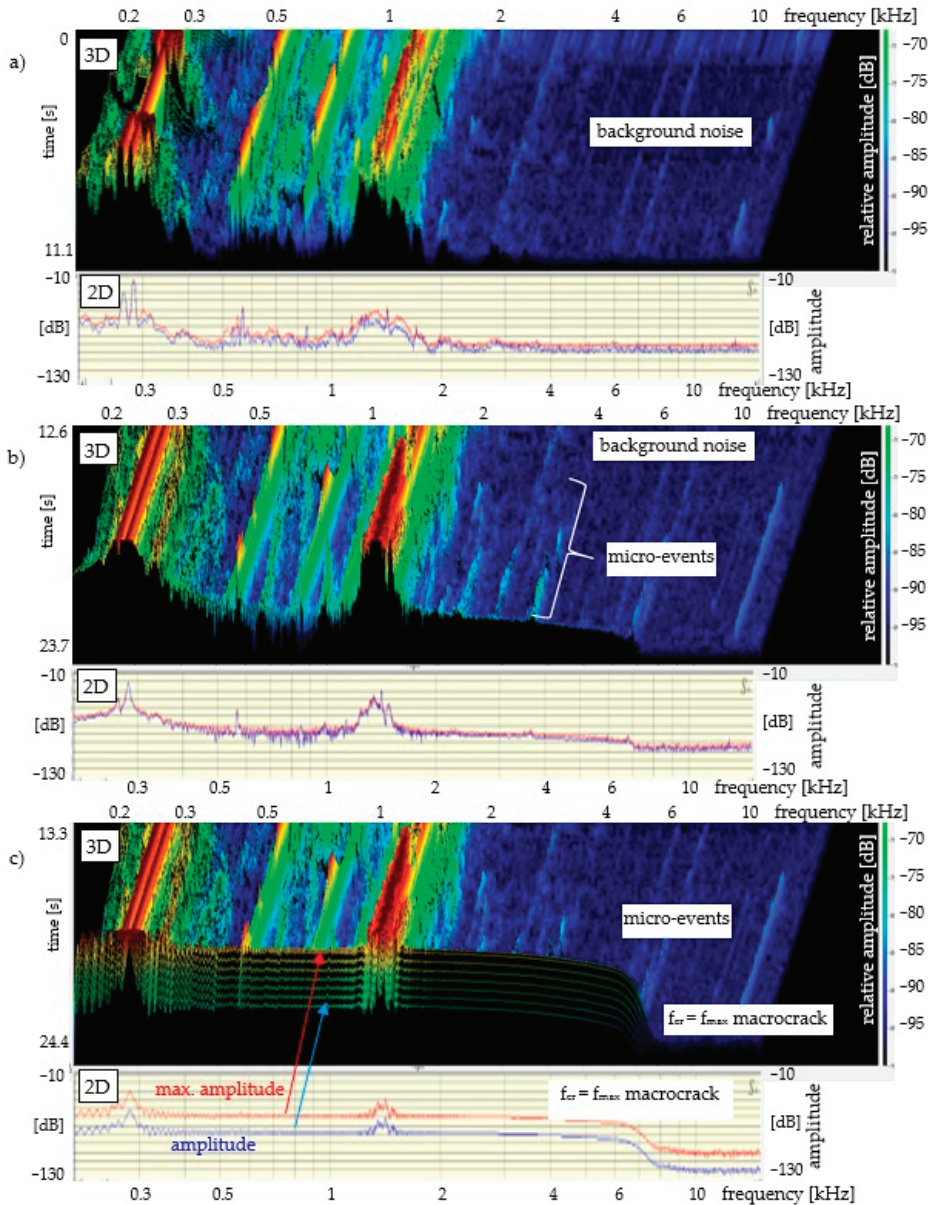 0.2 0.3 0.5 1 2 4 6 10 frequency [kHz]
a)
3D
0
time [s]
11.1
background noise
relative amplitude [dB]
−70
−75
−80
−85
−90
−95
2D
−10
[dB]
−130
−10
[dB]
−130
amplitude
0.3 0.5 1 2 4 6 10 frequency [kHz]
0.2 0.3 0.5 1 2 4 6 10 frequency [kHz]
b)
3D
12.6
time [s]
23.7
background noise
micro-events
relative amplitude [dB]
−70
−75
−80
−85
−90
−95
2D
−10
[dB]
−130
−10
[dB]
−130
amplitude
0.3 0.5 1 2 4 6 10 frequency [kHz]
0.2 0.3 0.5 1 2 4 6 10 frequency [kHz]
c)
3D
13.3
time [s]
24.4
micro-events
fcr = fmax macrocrack
relative amplitude [dB]
−70
−75
−80
−85
−90
−95
2D
−10
[dB]
−130
max. amplitude
amplitude
fcr = fmax macrocrack
−10
[dB]
−130
amplitude
0.3 0.5 1 2 4 6 10 frequency [kHz]